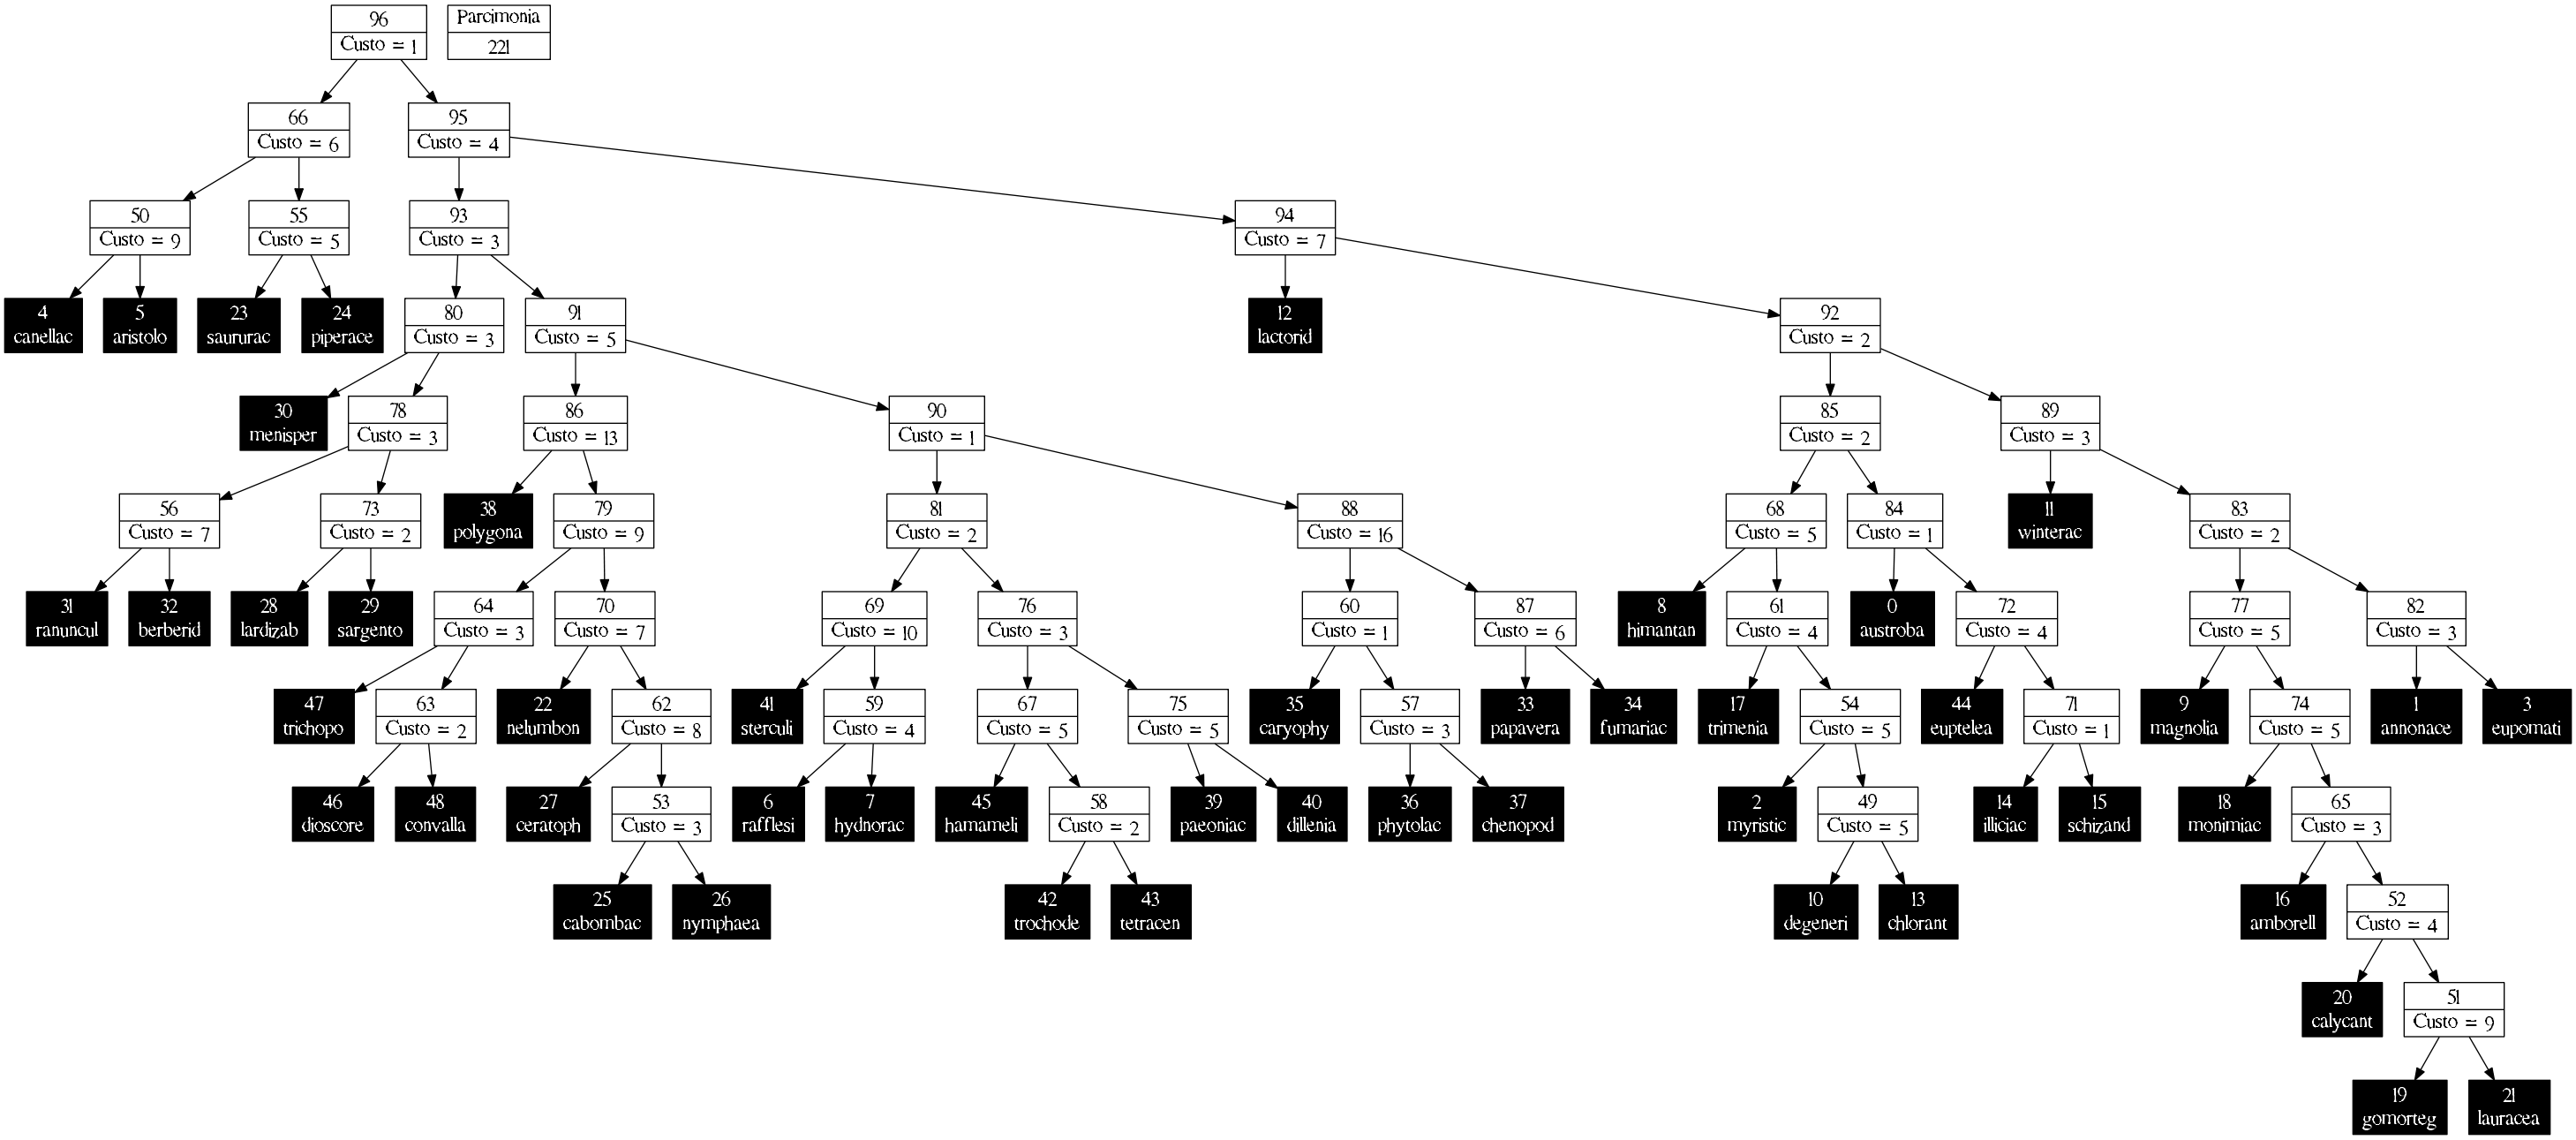 96
Custo = 1
Parcimonia
221
66
Custo = 6
95
Custo = 4
50
Custo = 9
55
Custo = 5
93
Custo = 3
94
Custo = 7
4
canellac
5
aristolo
23
saururac
24
piperace
80
Custo = 3
91
Custo = 5
12
lactorid
92
Custo = 2
30
menisper
78
Custo = 3
86
Custo = 13
90
Custo = 1
85
Custo = 2
89
Custo = 3
56
Custo = 7
73
Custo = 2
38
polygona
79
Custo = 9
81
Custo = 2
88
Custo = 16
68
Custo = 5
84
Custo = 1
11
winterac
83
Custo = 2
31
ranuncul
32
berberid
28
lardizab
29
sargento
64
Custo = 3
70
Custo = 7
69
Custo = 10
76
Custo = 3
60
Custo = 1
87
Custo = 6
8
himantan
61
Custo = 4
0
austroba
72
Custo = 4
77
Custo = 5
82
Custo = 3
47
trichopo
63
Custo = 2
22
nelumbon
62
Custo = 8
41
sterculi
59
Custo = 4
67
Custo = 5
75
Custo = 5
35
caryophy
57
Custo = 3
33
papavera
34
fumariac
17
trimenia
54
Custo = 5
44
euptelea
71
Custo = 1
9
magnolia
74
Custo = 5
1
annonace
3
eupomati
46
dioscore
48
convalla
27
ceratoph
53
Custo = 3
6
rafflesi
7
hydnorac
45
hamameli
58
Custo = 2
39
paeoniac
40
dillenia
36
phytolac
37
chenopod
2
myristic
49
Custo = 5
14
illiciac
15
schizand
18
monimiac
65
Custo = 3
25
cabombac
26
nymphaea
42
trochode
43
tetracen
10
degeneri
13
chlorant
16
amborell
52
Custo = 4
20
calycant
51
Custo = 9
19
gomorteg
21
lauracea